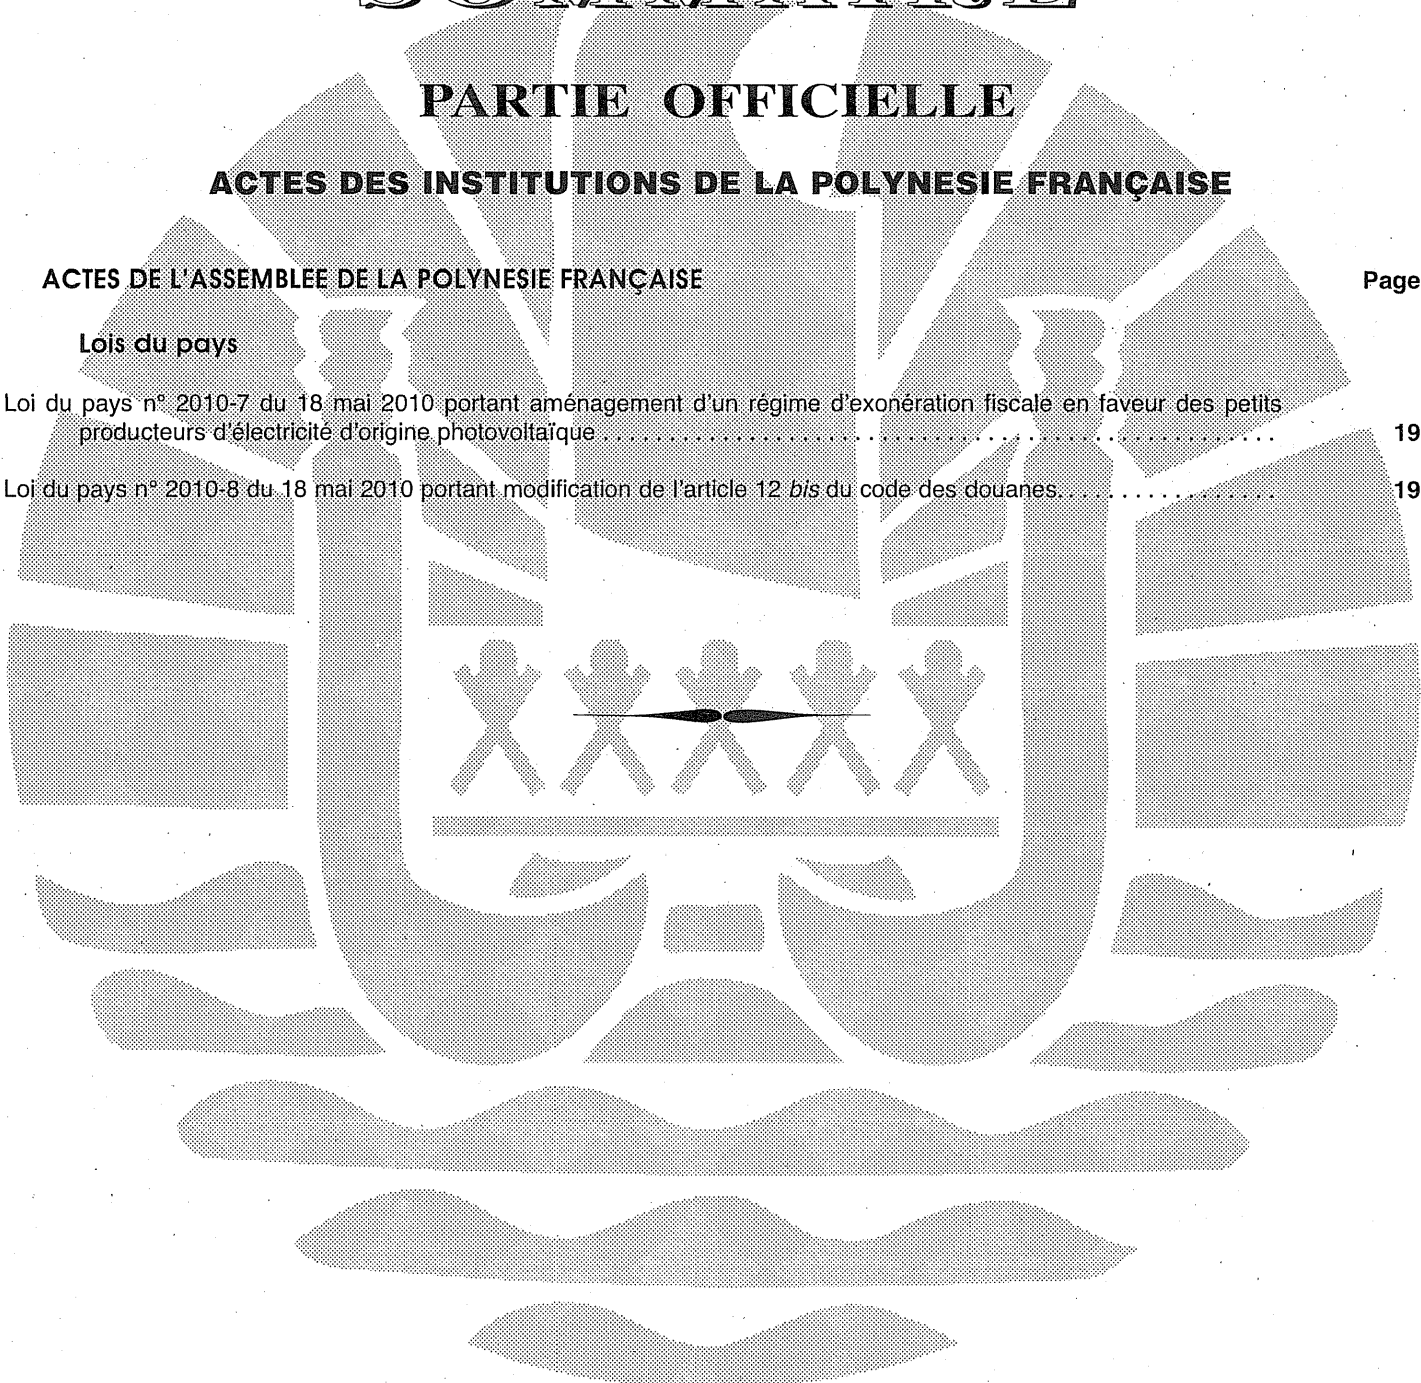 SOMMAIRE
PARTIE OFFICIELLE
ACTES DES INSTITUTIONS DE LA POLYNESIE FRANÇAISE
ACTES DE L'ASSEMBLEE DE LA POLYNESIE FRANÇAISE Page
Lois du pays
Loi du pays n° 2010-7 du 18 mai 2010 portant aménagement d'un régime d'exonération fiscale en faveur des petits
producteurs d'électricité d'origine photovoltaïque . . . . . . . . . . . . . . . . . . . . . . . . . . . . . . . . . . . . . . . . . . . . . . . . . . . . . . 19
Loi du pays n° 2010-8 du 18 mai 2010 portant modification de l'article 12 bis du code des douanes. . . . . . . . . . . . . . . . . . 19